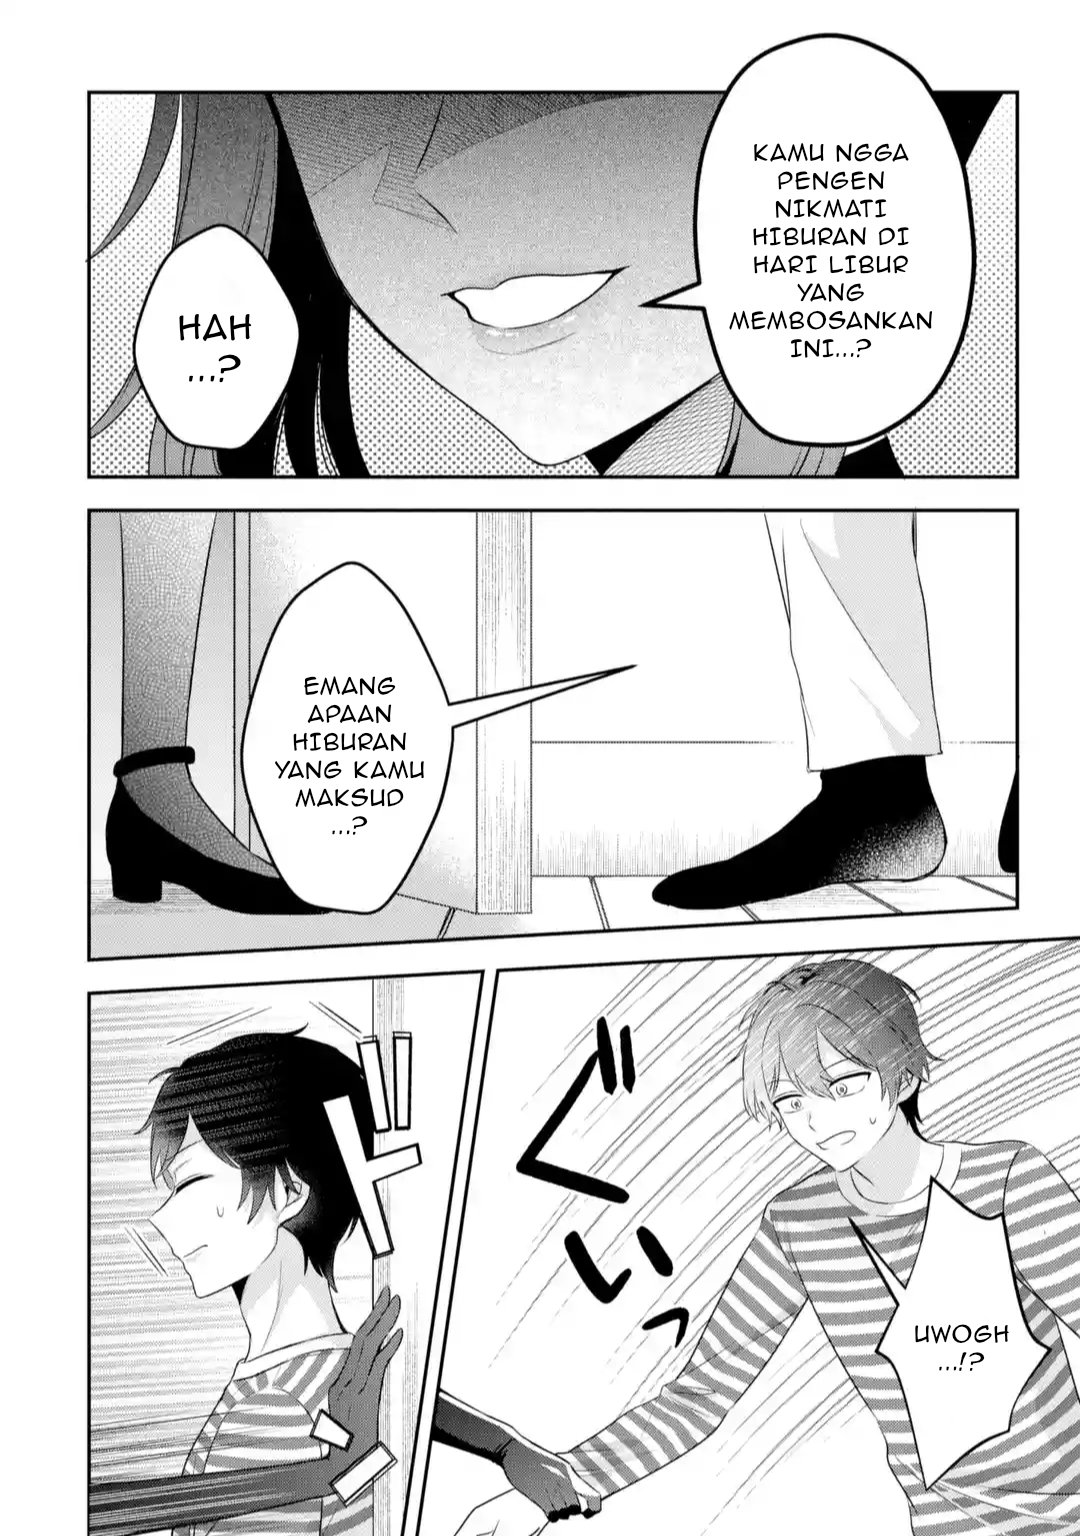 KAMU NGGA
PENGEN
NIKMATI
HIBURAN DI
HARI LIBUR
YANG
MEMBOSANKAN
INI...?
HAH
...?
EMANG
APAAN
HIBURAN
YANG KAMU
MAKSUD
...?
ぐいっ
UWOGH
...!?
ドン